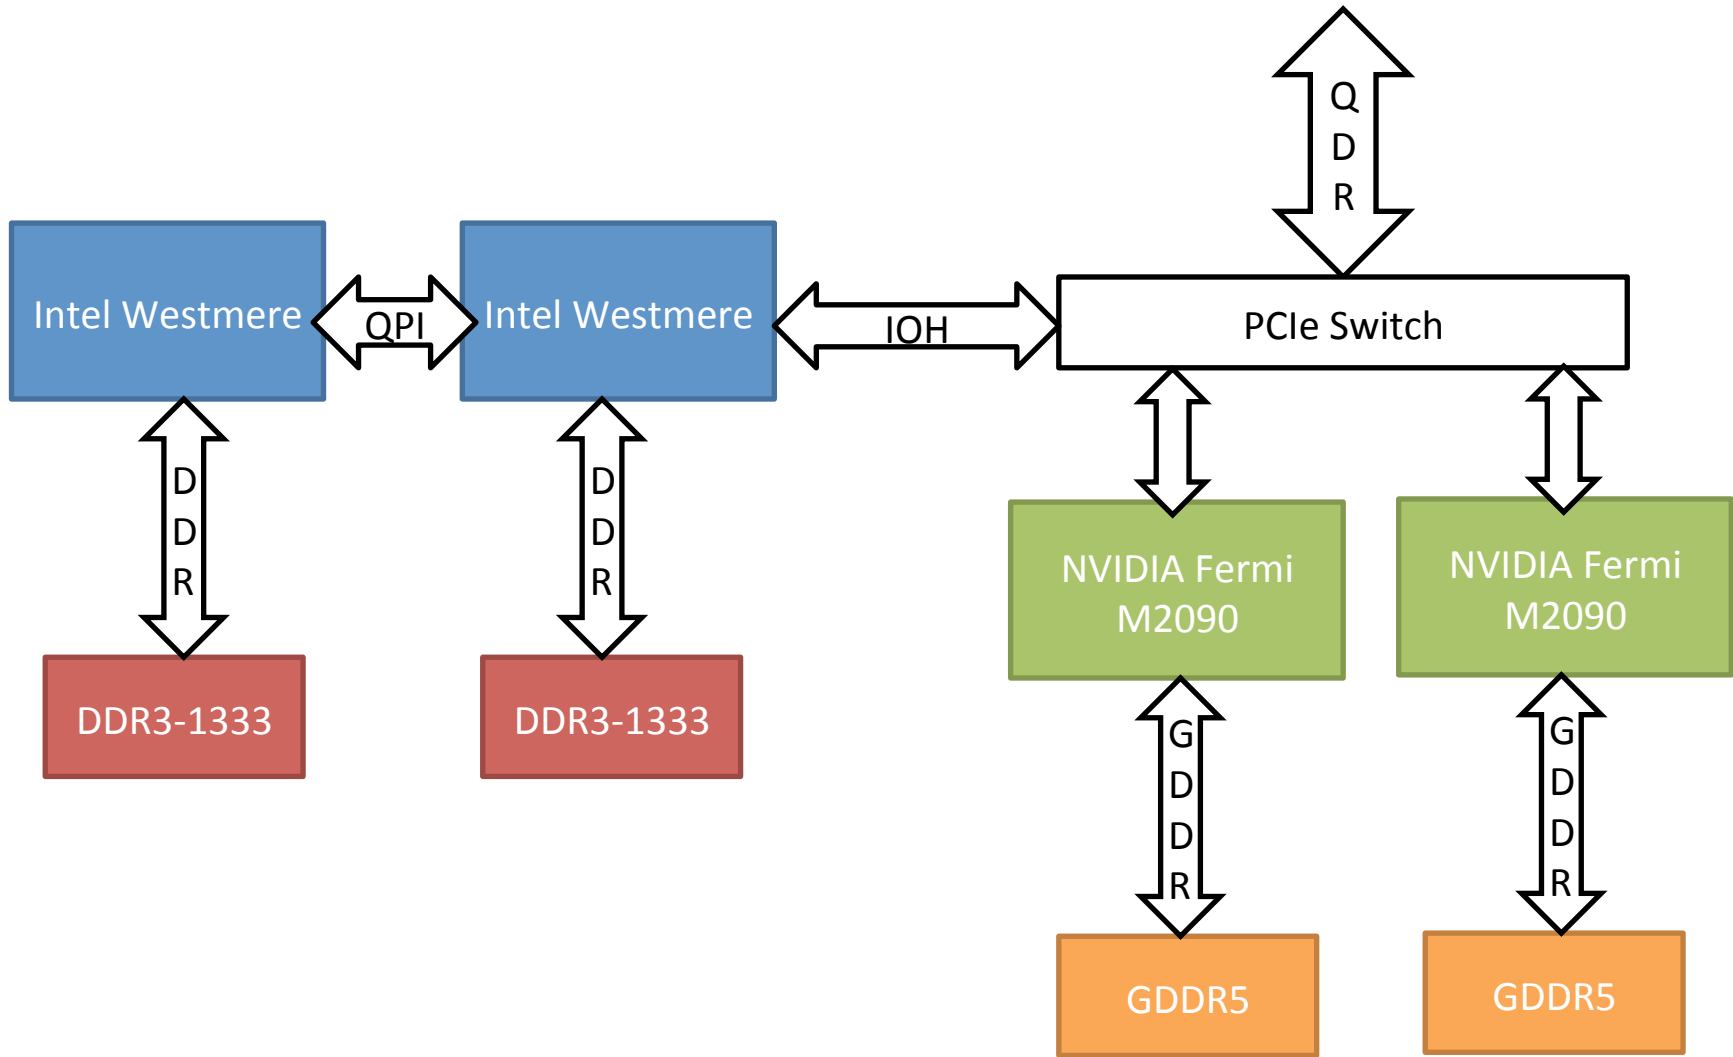 Q
D
R
Intel Westmere
QPI
Intel Westmere
IOH
PCIe Switch
D
D
R
D
D
R
NVIDIA Fermi
M2090
NVIDIA Fermi
M2090
DDR3-1333
DDR3-1333
G
D
D
R
G
D
D
R
GDDR5
GDDR5